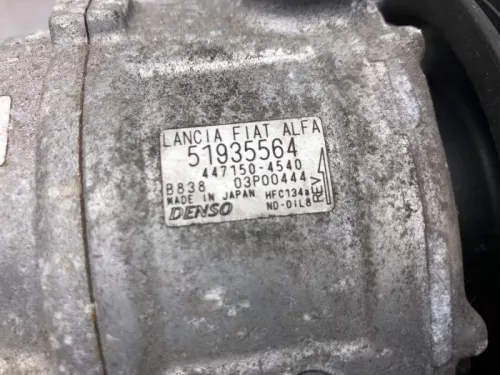 LANCIA FIAT ALFA
51935564
447150-4540
B838 03P00444
MADE IN JAPAN HFC134a
DENSO ND-OIL8
REV